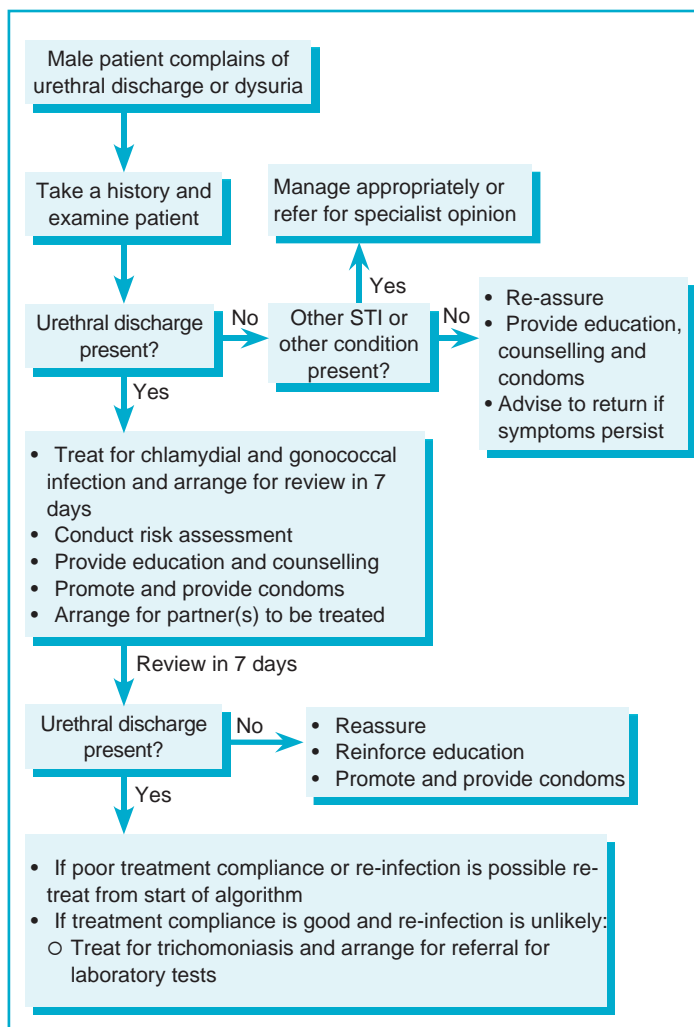 Male patient complains of
urethral discharge or dysuria
Take a history and
examine patient
Manage appropriately or
refer for specialist opinion
Yes
Urethral discharge
present?
No
Other STI or
other condition
present?
No
• Re-assure
• Provide education,
counselling and
condoms
• Advise to return if
symptoms persist
Yes
• Treat for chlamydial and gonococcal
infection and arrange for review in 7
days
• Conduct risk assessment
• Provide education and counselling
• Promote and provide condoms
• Arrange for partner(s) to be treated
Review in 7 days
Urethral discharge
present?
No
• Reassure
• Reinforce education
• Promote and provide condoms
Yes
• If poor treatment compliance or re-infection is possible re-
treat from start of algorithm
• If treatment compliance is good and re-infection is unlikely:
○ Treat for trichomoniasis and arrange for referral for
laboratory tests